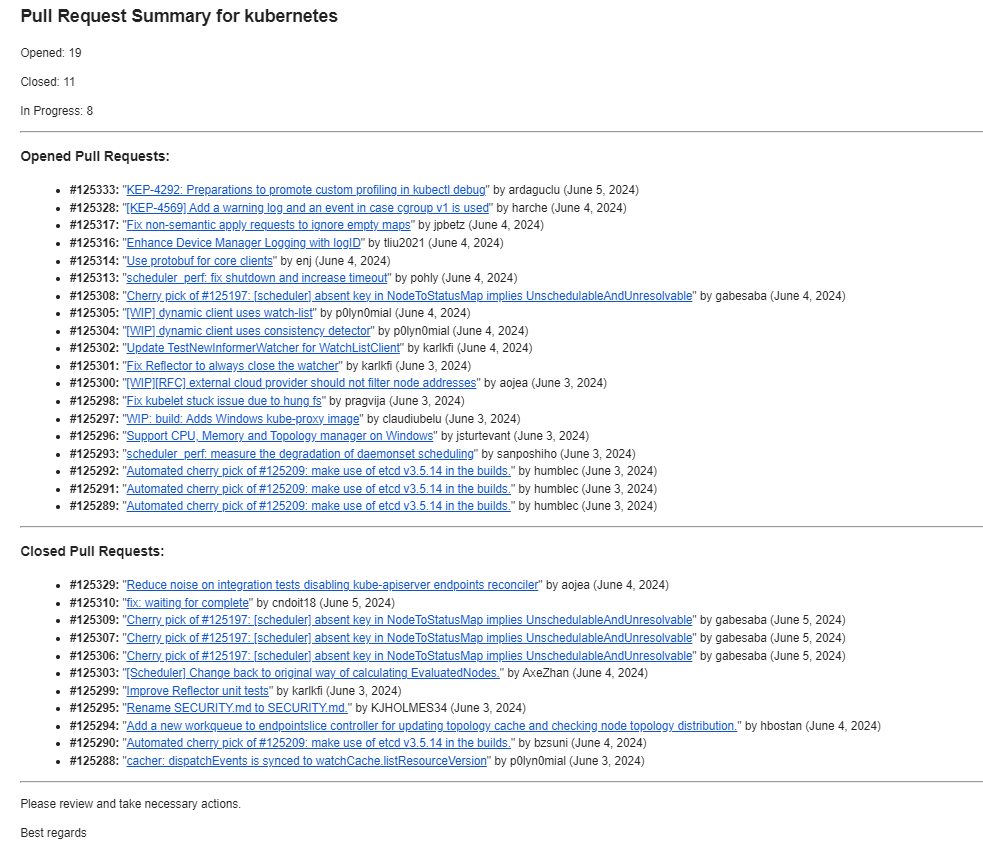 Pull Request Summary for kubernetes
Opened: 19
Closed: 11
In Progress: 8
Opened Pull Requests:
• #125333: "KEP-4292: Preparations to promote custom profiling in kubectl debug" by ardaguclu (June 5, 2024)
• #125328: "[KEP-4569] Add a warning log and an event in case cgroup v1 is used" by harche (June 4, 2024)
• #125317: "Fix non-semantic apply requests to ignore empty maps" by jpbetz (June 4, 2024)
• #125316: "Enhance Device Manager Logging with logID" by tliu2021 (June 4, 2024)
• #125314: "Use protobuf for core clients" by enj (June 4, 2024)
• #125313: "scheduler_perf: fix shutdown and increase timeout" by pohly (June 4, 2024)
• #125308: "Cherry pick of #125197: [scheduler] absent key in NodeToStatusMap implies UnschedulableAndUnresolvable" by gabesaba (June 4, 2024)
• #125305: "[WIP] dynamic client uses watch-list" by p0lyn0mial (June 4, 2024)
• #125304: "[WIP] dynamic client uses consistency detector" by p0lyn0mial (June 4, 2024)
• #125302: "Update TestNewInformerWatcher for WatchListClient" by karlkfi (June 4, 2024)
• #125301: "Fix Reflector to always close the watcher" by karlkfi (June 3, 2024)
• #125300: "[WIP][RFC] external cloud provider should not filter node addresses" by aojea (June 3, 2024)
• #125298: "Fix kubelet stuck issue due to hung fs" by pragvija (June 3, 2024)
• #125297: "WIP: build: Adds Windows kube-proxy image" by claudiubelu (June 3, 2024)
• #125296: "Support CPU, Memory and Topology manager on Windows" by jsturtevant (June 3, 2024)
• #125293: "scheduler_perf: measure the degradation of daemonset scheduling" by sanposhiho (June 3, 2024)
• #125292: "Automated cherry pick of #125209: make use of etcd v3.5.14 in the builds." by humblec (June 3, 2024)
• #125291: "Automated cherry pick of #125209: make use of etcd v3.5.14 in the builds." by humblec (June 3, 2024)
• #125289: "Automated cherry pick of #125209: make use of etcd v3.5.14 in the builds." by humblec (June 3, 2024)
Closed Pull Requests:
• #125329: "Reduce noise on integration tests disabling kube-apiserver endpoints reconciler" by aojea (June 4, 2024)
• #125310: "fix: waiting for complete" by cndoit18 (June 5, 2024)
• #125309: "Cherry pick of #125197: [scheduler] absent key in NodeToStatusMap implies UnschedulableAndUnresolvable" by gabesaba (June 5, 2024)
• #125307: "Cherry pick of #125197: [scheduler] absent key in NodeToStatusMap implies UnschedulableAndUnresolvable" by gabesaba (June 5, 2024)
• #125306: "Cherry pick of #125197: [scheduler] absent key in NodeToStatusMap implies UnschedulableAndUnresolvable" by gabesaba (June 5, 2024)
• #125303: "[Scheduler] Change back to original way of calculating EvaluatedNodes." by AxeZhan (June 4, 2024)
• #125299: "Improve Reflector unit tests" by karlkfi (June 3, 2024)
• #125295: "Rename SECURITY.md to SECURITY.md." by KJHOLMES34 (June 3, 2024)
• #125294: "Add a new workqueue to endpointslice controller for updating topology cache and checking node topology distribution." by hbostan (June 4, 2024)
• #125290: "Automated cherry pick of #125209: make use of etcd v3.5.14 in the builds." by bzsuni (June 4, 2024)
• #125288: "cacher: dispatchEvents is synced to watchCache.listResourceVersion" by p0lyn0mial (June 3, 2024)
Please review and take necessary actions.
Best regards